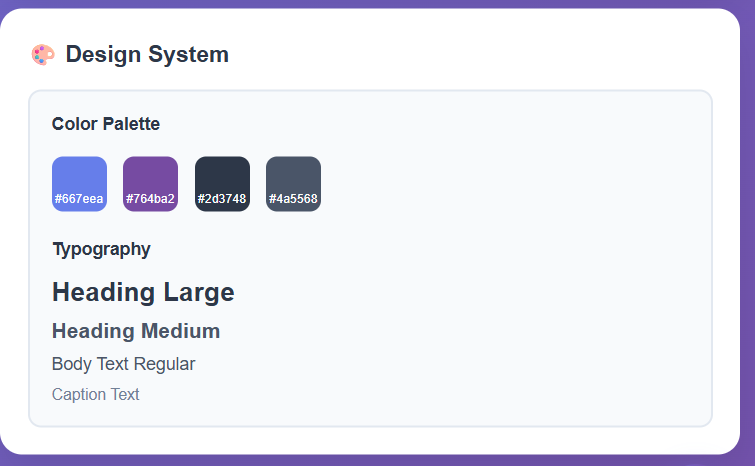 Design System
Color Palette
#667eea #764ba2 #2d3748 #4a5568
Typography
Heading Large
Heading Medium
Body Text Regular
Caption Text